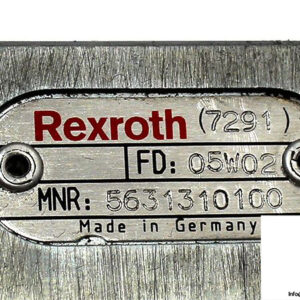 Rexroth (7291)
FD: 05W02
MNR: 5631310100
Made in Germany